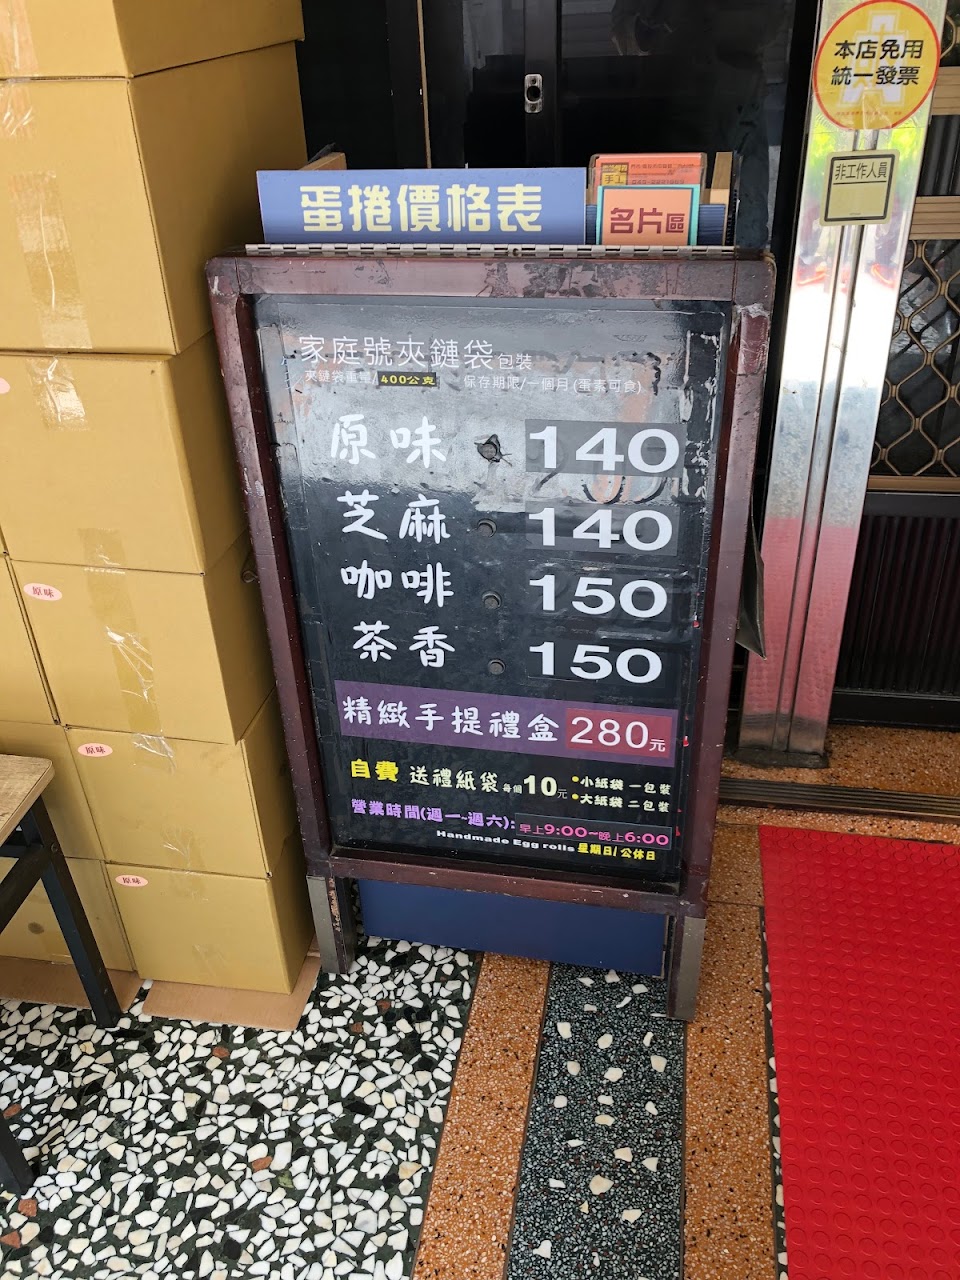 本店免用
統一發票
非工作人員
蛋捲價格表
手工
名片區
家庭號夾鏈袋包裝
夾鏈袋重量/400公克 保存期限/一個月(蛋素可食)
原味 140
芝麻 140
咖啡 150
茶香 150
精緻手提禮盒280元
自費 送禮紙袋每個10元 •小紙袋 一包裝
•大紙袋 二包裝
營業時間(週一~週六):早上9:00~晚上6:00
Handmade Egg rolls 星期日/公休日
原味
原味
原味